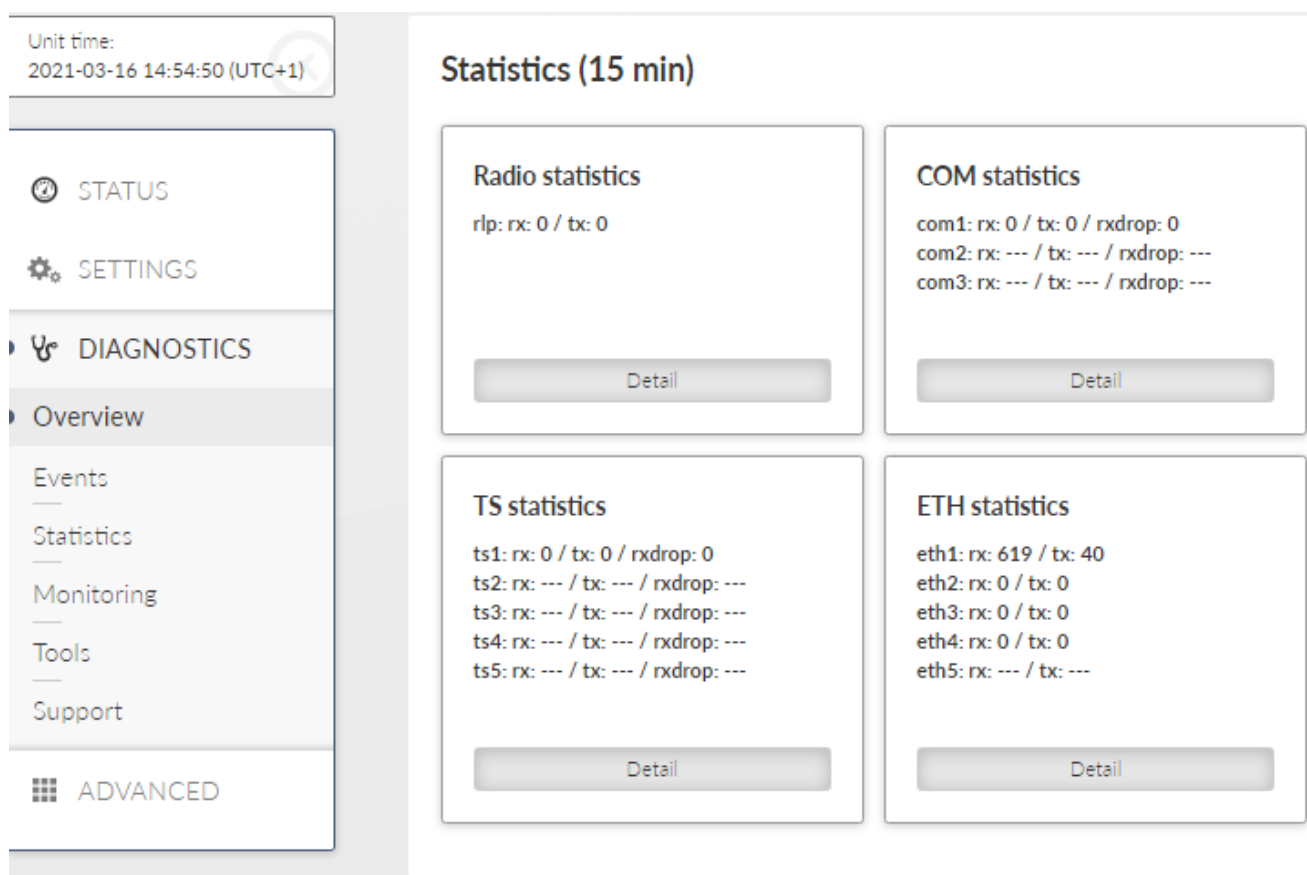 Unit time:
2021-03-16 14:54:50 (UTC+1)
STATUS
SETTINGS
DIAGNOSTICS
Overview
Events
Statistics
Monitoring
Tools
Support
ADVANCED
Statistics (15 min)
Radio statistics
rlp: rx: 0 / tx: 0
Detail
COM statistics
com1: rx: 0 / tx: 0 / rxdrop: 0
com2: rx: --- / tx: --- / rxdrop: ---
com3: rx: --- / tx: --- / rxdrop: ---
Detail
TS statistics
ts1: rx: 0 / tx: 0 / rxdrop: 0
ts2: rx: --- / tx: --- / rxdrop: ---
ts3: rx: --- / tx: --- / rxdrop: ---
ts4: rx: --- / tx: --- / rxdrop: ---
ts5: rx: --- / tx: --- / rxdrop: ---
Detail
ETH statistics
eth1: rx: 619 / tx: 40
eth2: rx: 0 / tx: 0
eth3: rx: 0 / tx: 0
eth4: rx: 0 / tx: 0
eth5: rx: --- / tx: ---
Detail